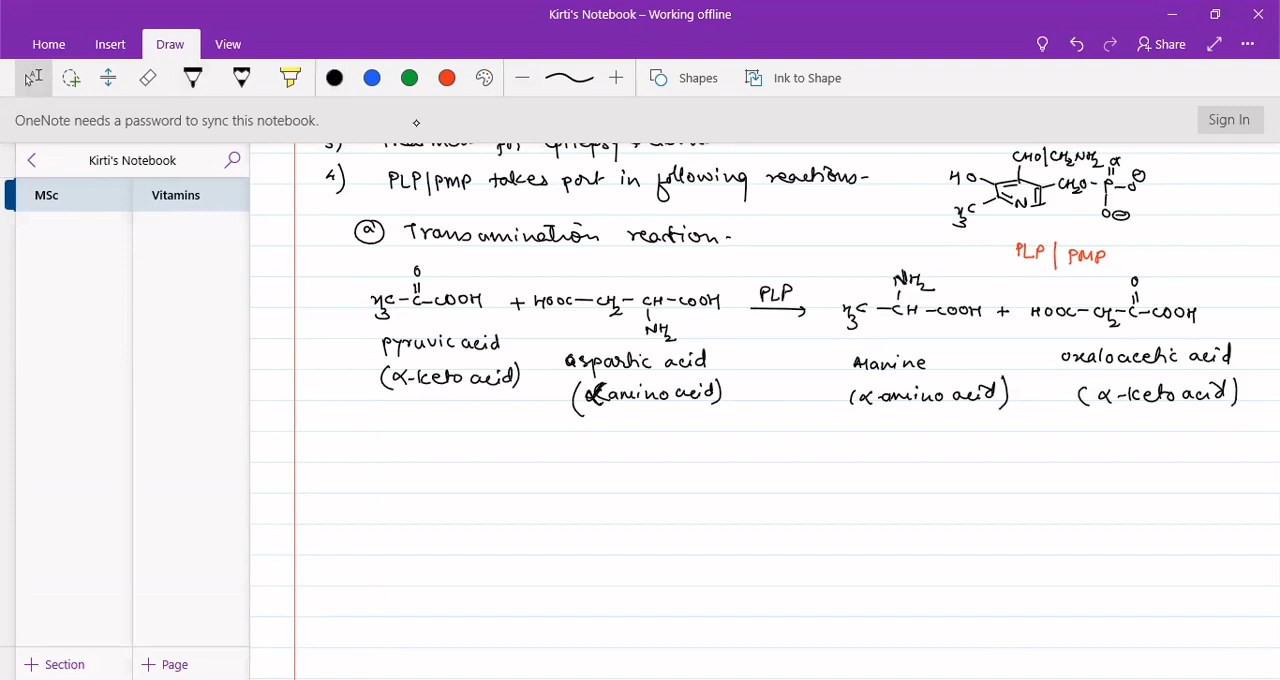 Kirti's Notebook – Working offline
Home Insert Draw View Share
Shapes Ink to Shape
OneNote needs a password to sync this notebook. Sign In
Kirti's Notebook
MSc Vitamins
3) for epilepsy
4) PLP/PMP takes part in following reactions-
CHO/CH2NH2
HO
H3C
N
CH2O-P-O⊖
O⊖
PLP/PMP
a) Transamination reaction-
O NH2 O
H3C-C-COOH + HOOC-CH2-CH-COOH PLP → H3C-CH-COOH + HOOC-CH2-C-COOH
NH2
pyruvic acid aspartic acid Alanine oxaloacetic acid
(α-keto acid) (α amino acid) (α-amino acid) (α-keto acid)
+ Section + Page